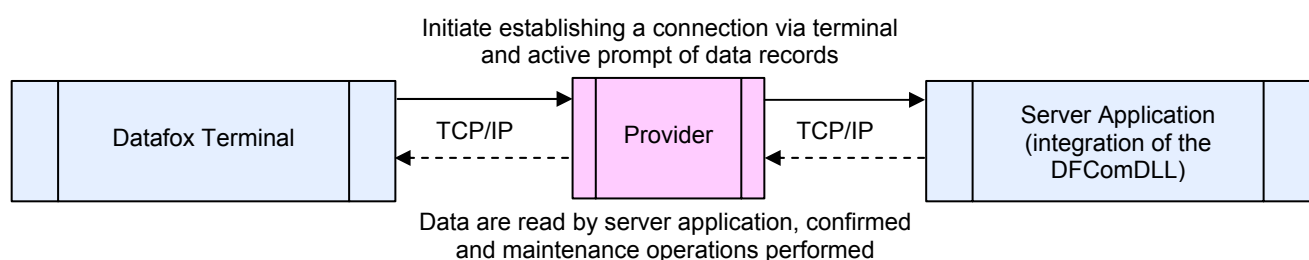 Initiate establishing a connection via terminal
and active prompt of data records
Datafox Terminal
TCP/IP
Provider
TCP/IP
Server Application
(integration of the
DFComDLL)
Data are read by server application, confirmed
and maintenance operations performed